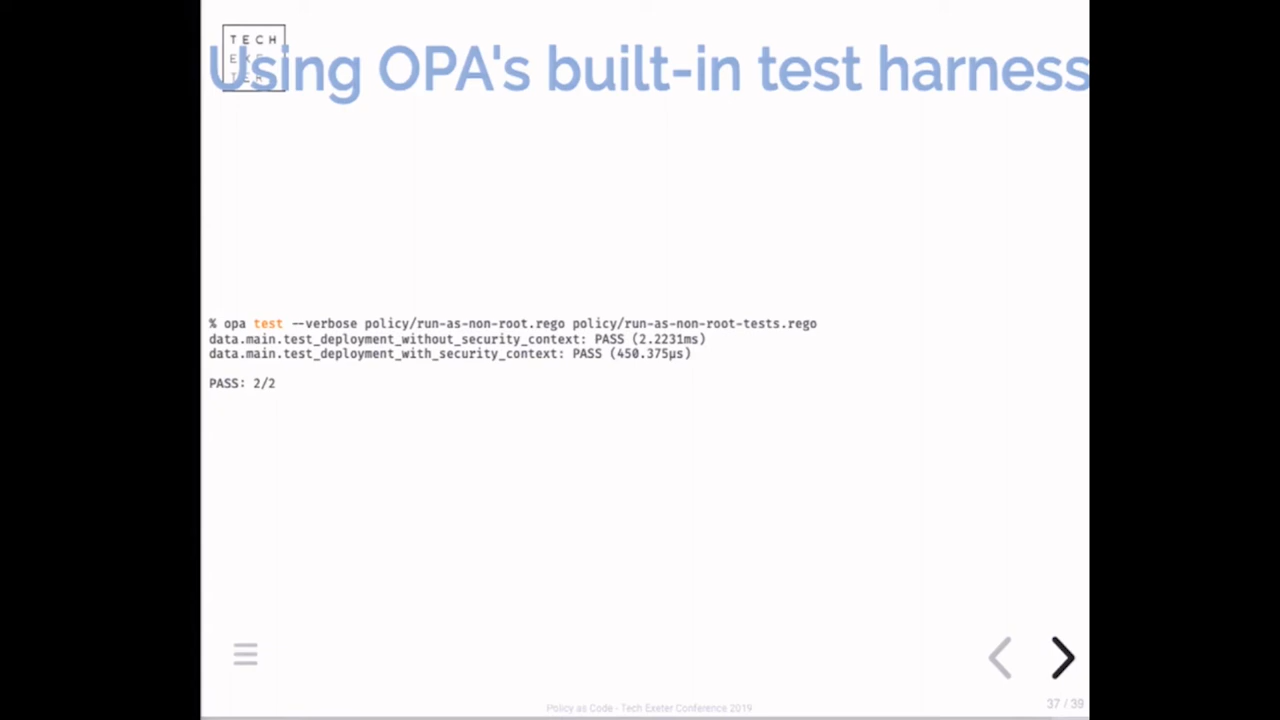 TECH
EXE
TER
Using OPA's built-in test harness
% opa test --verbose policy/run-as-non-root.rego policy/run-as-non-root-tests.rego
data.main.test_deployment_without_security_context: PASS (2.2231ms)
data.main.test_deployment_with_security_context: PASS (450.375µs)
PASS: 2/2
37 / 39
Policy as Code - Tech Exeter Conference 2019